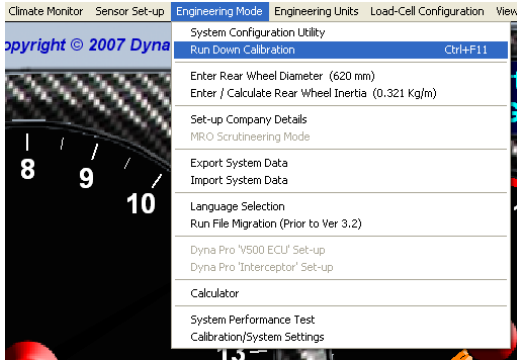 Climate Monitor Sensor Set-up Engineering Mode Engineering Units Load-Cell Configuration View
opyright © 2007 Dyna
System Configuration Utility
Run Down Calibration Ctrl+F11
Enter Rear Wheel Diameter (620 mm)
Enter / Calculate Rear Wheel Inertia (0.321 Kg/m)
Set-up Company Details
MRO Scrutineering Mode
Export System Data
Import System Data
Language Selection
Run File Migration (Prior to Ver 3.2)
Dyna Pro 'V500 ECU' Set-up
Dyna Pro 'Interceptor' Set-up
Calculator
System Performance Test
Calibration/System Settings
8
9
10
13